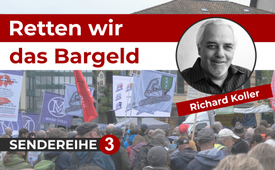 Retten wir
das Bargeld
Richard Koller
SENDEREIHE 3